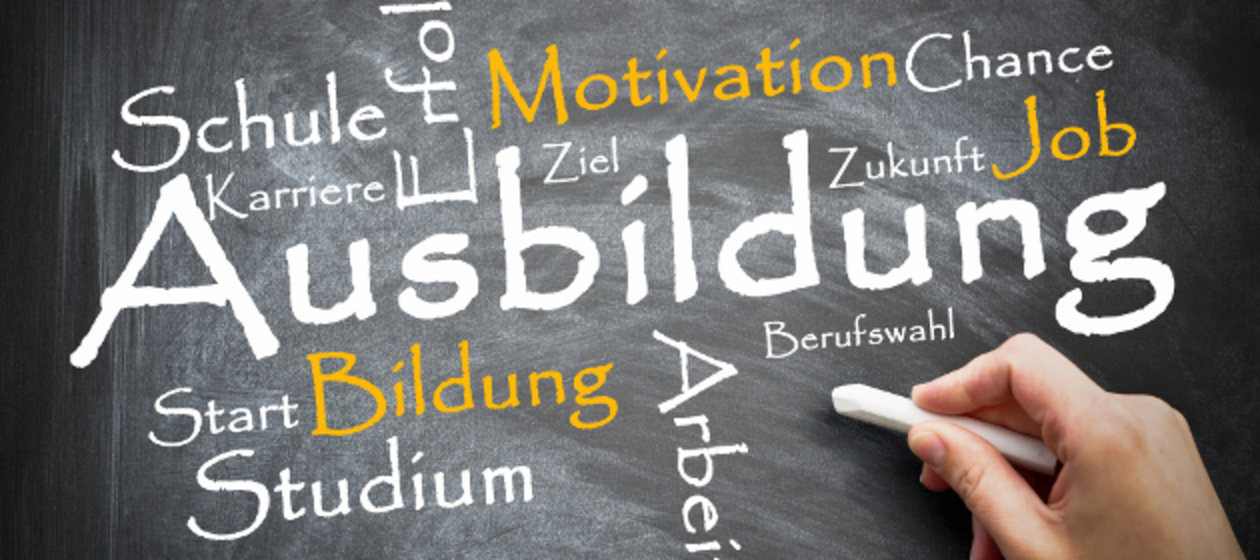 Schule
Erfol
Motivation
Chance
Karriere
Ziel
Zukunft
Job
Ausbildung
Berufswahl
Start
Bildung
Arbei
Studium